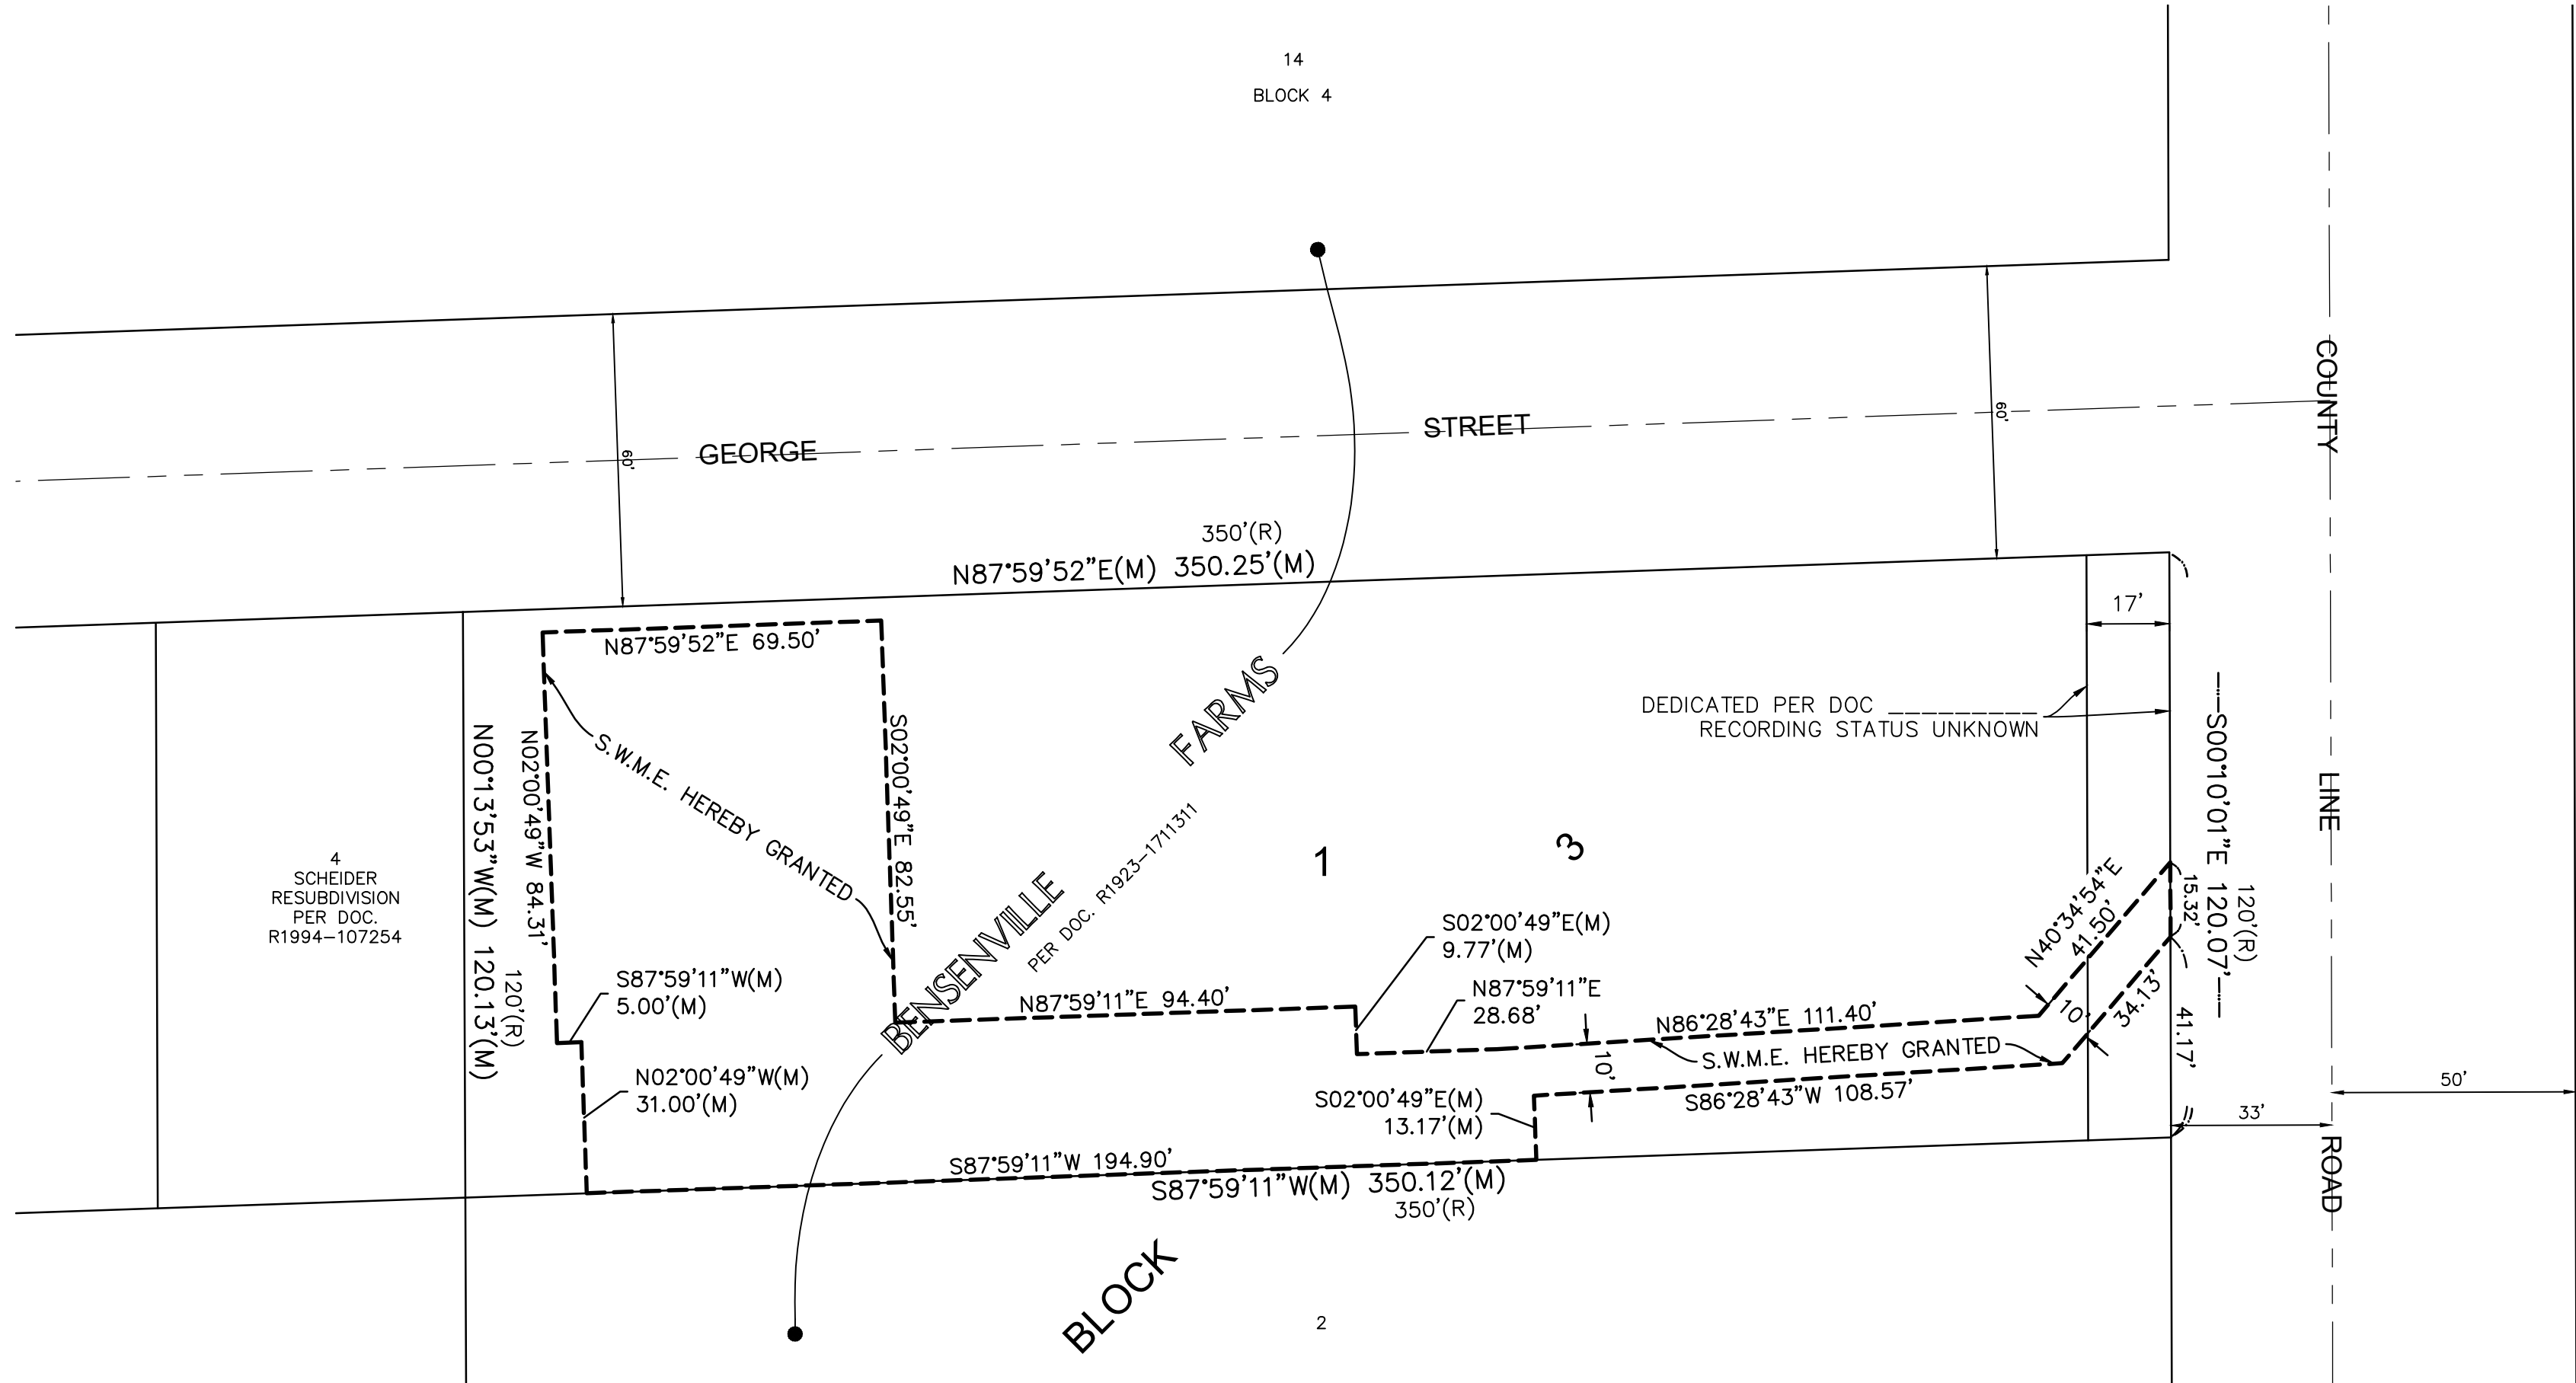 14
BLOCK 4
COUNTY
60'
60'
GEORGE
STREET
350'(R)
N87°59'52"E(M) 350.25'(M)
17'
N87°59'52"E 69.50'
FARMS
DEDICATED PER DOC __________
RECORDING STATUS UNKNOWN
S.W.M.E. HEREBY GRANTED
N00°13'53"W(M) 120.13'(M)
120'(R)
N02°00'49"W 84.31'
S02°00'49"E 82.55'
S00°10'01"E 120.07'
120'(R)
LINE
4
SCHEIDER
RESUBDIVISION
PER DOC.
R1994-107254
1
3
BENSENVILLE
PER DOC. R1923-1711311
N40°34'54"E
41.50'
15.32'
S02°00'49"E(M)
9.77'(M)
S87°59'11"W(M)
5.00'(M)
N87°59'11"E 94.40'
N87°59'11"E
28.68'
N86°28'43"E 111.40'
10'
34.13'
41.17'
10'
S.W.M.E. HEREBY GRANTED
N02°00'49"W(M)
31.00'(M)
S02°00'49"E(M)
13.17'(M)
S86°28'43"W 108.57'
50'
33'
S87°59'11"W 194.90'
S87°59'11"W(M) 350.12'(M)
350'(R)
ROAD
BLOCK
2